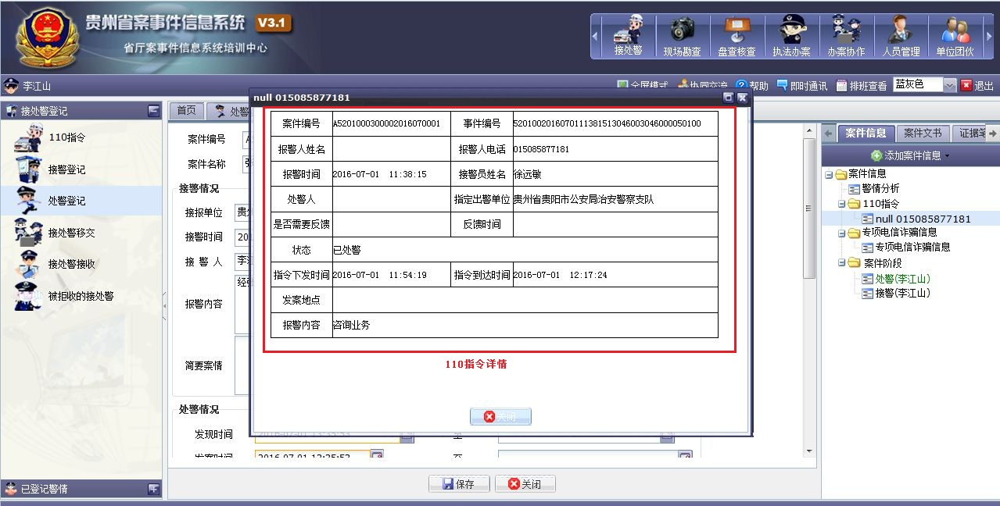 贵州省案事件信息系统 V3.1
省厅案事件信息系统培训中心
接处警 现场勘查 盘查核查 执法办案 办案协作 人员管理 单位团伙
李江山
全屏模式 协同交流 帮助 即时通讯 排班查看 蓝灰色 退出
接处警登记
110指令
接警登记
处警登记
接处警移交
接处警接收
被拒收的接处警
已登记警情
首页 处警
案件编号
案件名称
接警情况
接报单位 贵州
接警时间 20
接 警 人 李江
报警内容
简要案情
处警情况
发现时间 2016-07-01 13:35:53 至
发案时间 2016-07-01 13:35:53 至
保存 关闭
null 015085877181
案件编号 A5201000300002016070001 事件编号 52010020160701113815130460030460000050100
报警人姓名 报警人电话 015085877181
报警时间 2016-07-01 11:38:15 接警员姓名 徐远敏
处警人 指定出警单位 贵州省贵阳市公安局治安警察支队
是否需要反馈 反馈时间
状态 已处警
指令下发时间 2016-07-01 11:54:19 指令到达时间 2016-07-01 12:17:24
发案地点
报警内容 咨询业务
110指令详情
关闭
案件信息 案件文书 证据笔
添加案件信息
案件信息
警情分析
110指令
null 015085877181
专项电信诈骗信息
专项电信诈骗信息
案件阶段
处警(李江山)
接警(李江山)